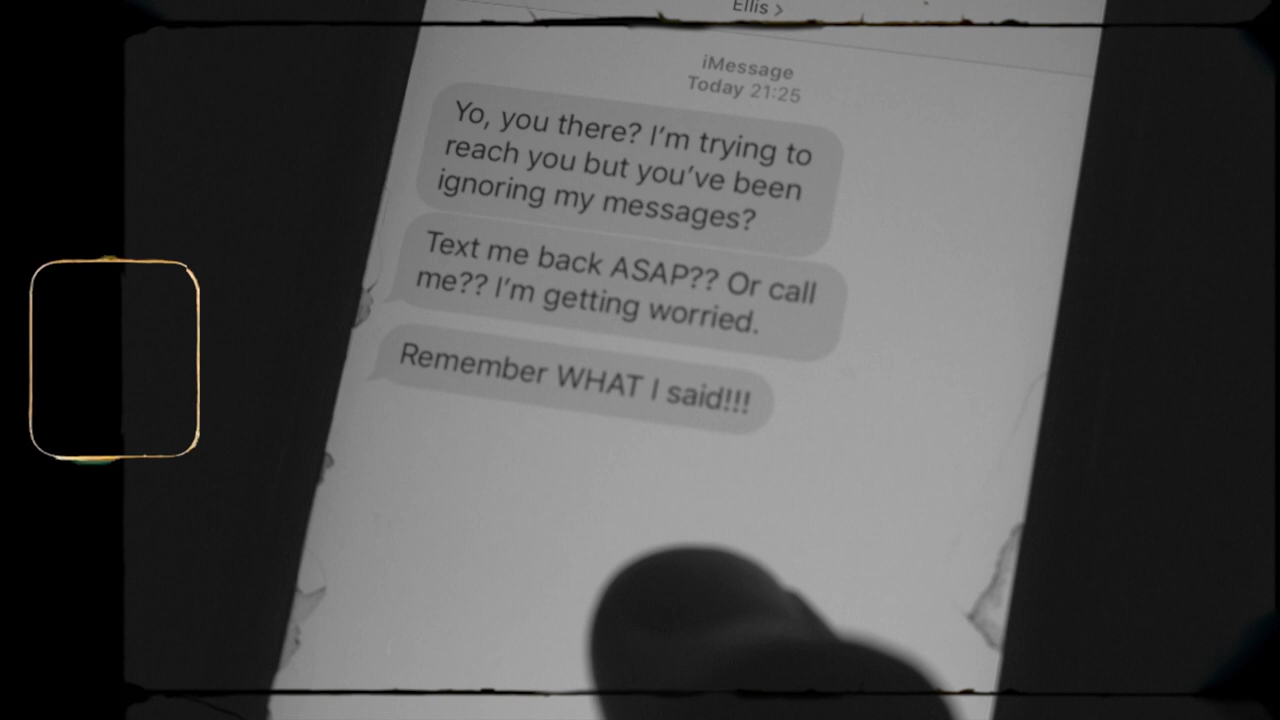 Ellis >
iMessage
Today 21:25
Yo, you there? I’m trying to
reach you but you’ve been
ignoring my messages?
Text me back ASAP?? Or call
me?? I’m getting worried.
Remember WHAT I said!!!